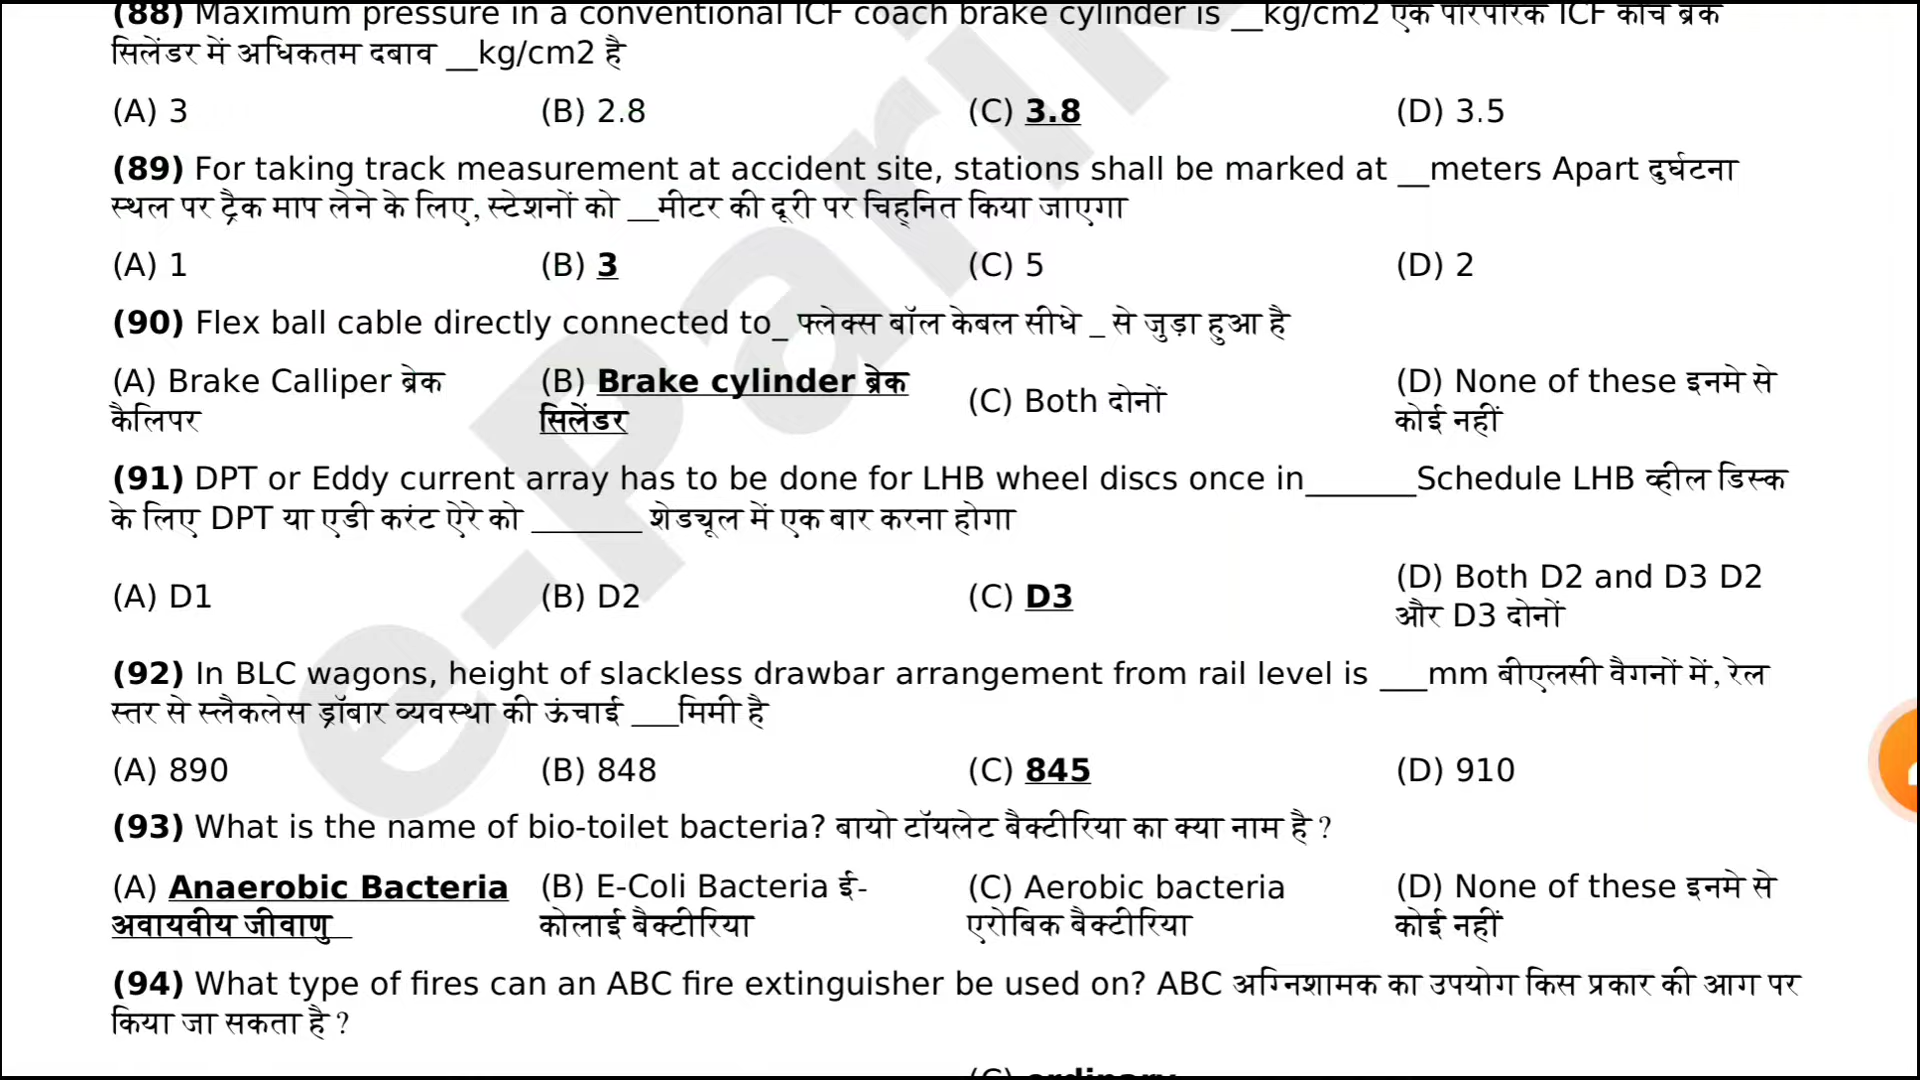 (88) Maximum pressure in a conventional ICF coach brake cylinder is __kg/cm2 एक पारंपरिक ICF कोच ब्रेक
सिलेंडर में अधिकतम दबाव __kg/cm2 है
(A) 3 (B) 2.8 (C) 3.8 (D) 3.5
(89) For taking track measurement at accident site, stations shall be marked at __meters Apart दुर्घटना
स्थल पर ट्रैक माप लेने के लिए, स्टेशनों को __मीटर की दूरी पर चिह्नित किया जाएगा
(A) 1 (B) 3 (C) 5 (D) 2
(90) Flex ball cable directly connected to_ फ्लेक्स बॉल केबल सीधे _ से जुड़ा हुआ है
(A) Brake Calliper ब्रेक
कैलिपर
(B) Brake cylinder ब्रेक
सिलेंडर
(C) Both दोनों
(D) None of these इनमे से
कोई नहीं
(91) DPT or Eddy current array has to be done for LHB wheel discs once in_______Schedule LHB व्हील डिस्क
के लिए DPT या एडी करंट ऐरे को _______ शेड्यूल में एक बार करना होगा
(A) D1 (B) D2 (C) D3
(D) Both D2 and D3 D2
और D3 दोनों
(92) In BLC wagons, height of slackless drawbar arrangement from rail level is ___mm बीएलसी वैगनों में, रेल
स्तर से स्लैकलेस ड्रॉबार व्यवस्था की ऊंचाई ___मिमी है
(A) 890 (B) 848 (C) 845 (D) 910
(93) What is the name of bio-toilet bacteria? बायो टॉयलेट बैक्टीरिया का क्या नाम है ?
(A) Anaerobic Bacteria
अवायवीय जीवाणु
(B) E-Coli Bacteria ई-
कोलाई बैक्टीरिया
(C) Aerobic bacteria
एरोबिक बैक्टीरिया
(D) None of these इनमे से
कोई नहीं
(94) What type of fires can an ABC fire extinguisher be used on? ABC अग्निशामक का उपयोग किस प्रकार की आग पर
किया जा सकता है ?
(C) ordinary
e-Parik